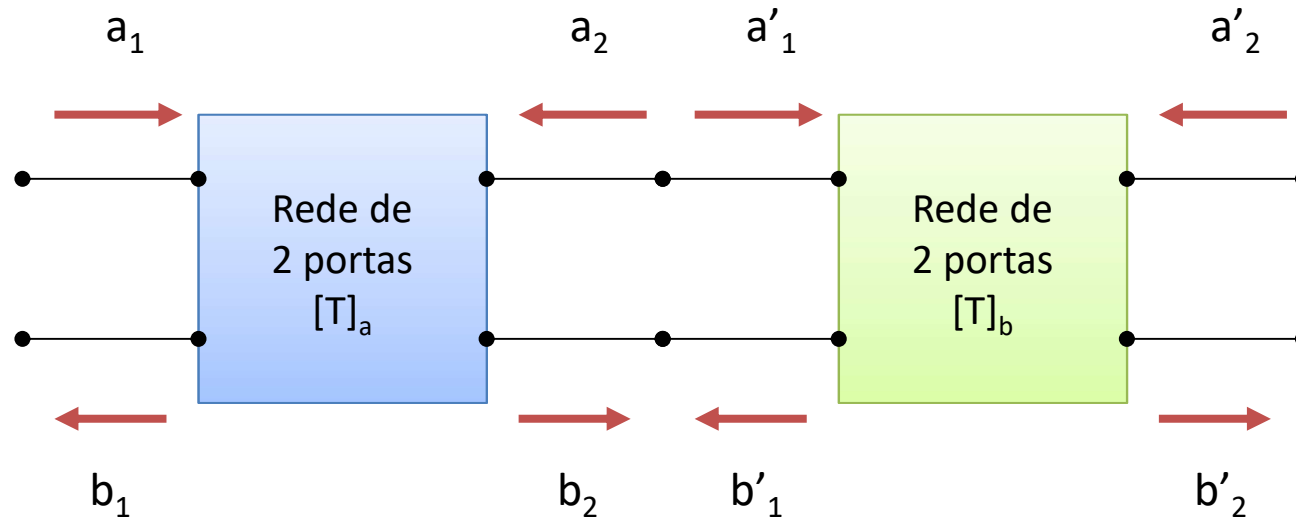 a₁ a₂ a’₁ a’₂
Rede de
2 portas
[T]ₐ
Rede de
2 portas
[T]b
b₁ b₂ b’₁ b’₂